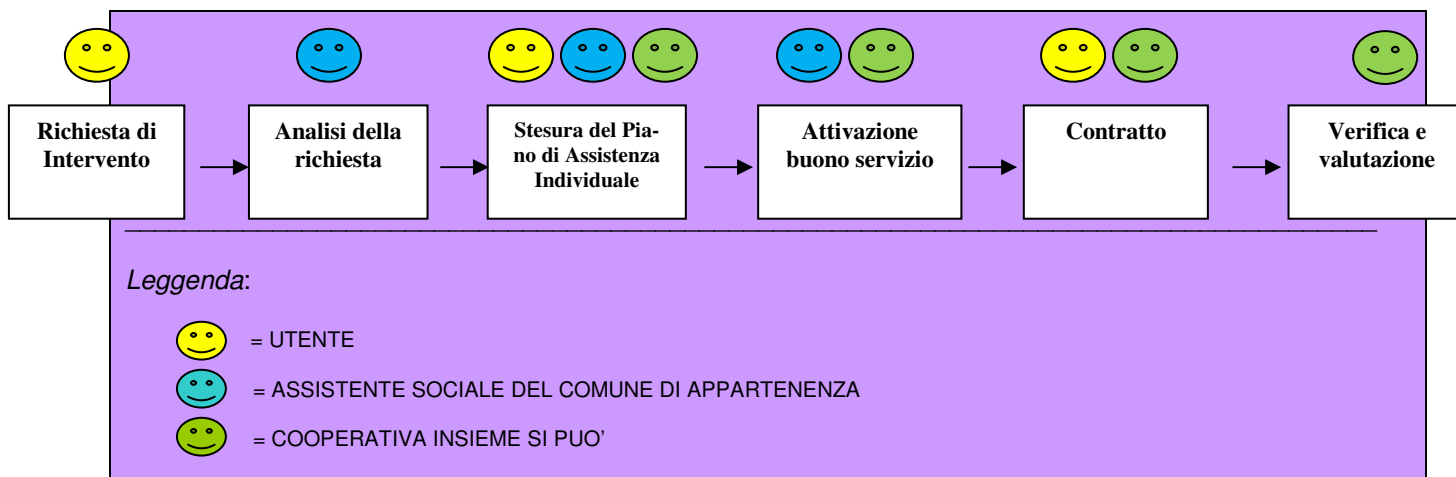 Richiesta di
Intervento
Analisi della
richiesta
Stesura del Pia-
no di Assistenza
Individuale
Attivazione
buono servizio
Contratto
Verifica e
valutazione
Leggenda:
= UTENTE
= ASSISTENTE SOCIALE DEL COMUNE DI APPARTENENZA
= COOPERATIVA INSIEME SI PUO'